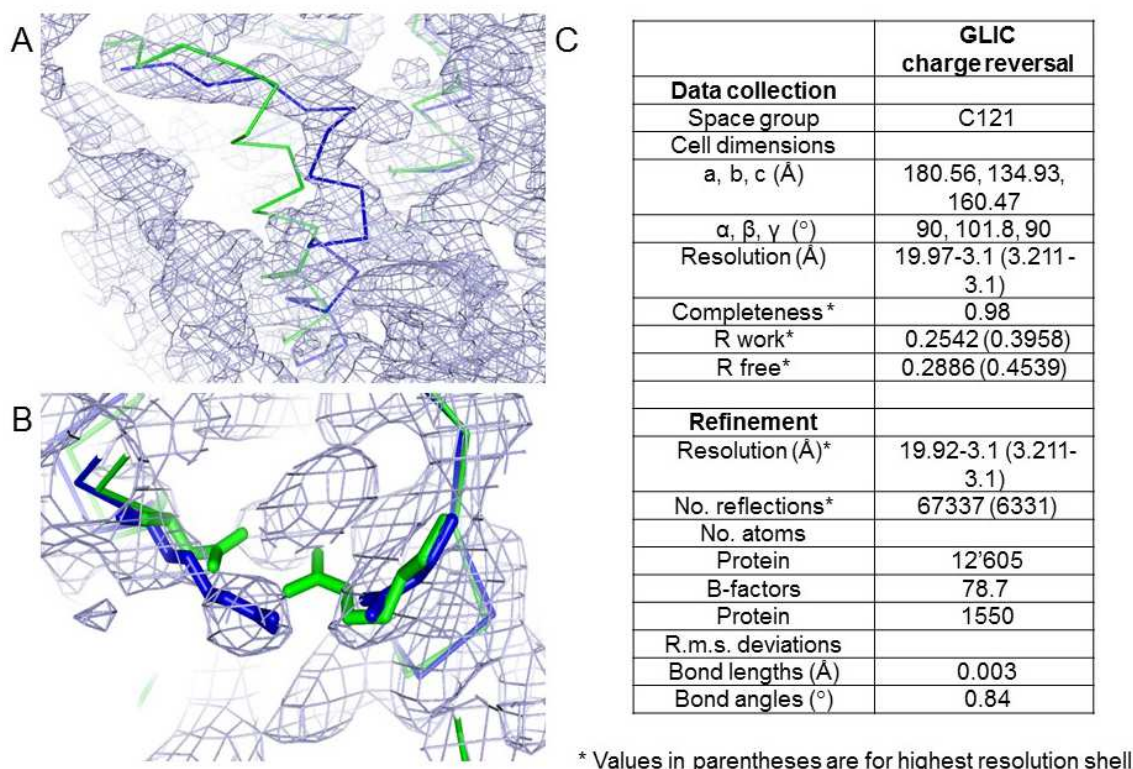 A
B
C
GLIC
charge reversal
Data collection
Space group C121
Cell dimensions
a, b, c (Å) 180.56, 134.93,
160.47
α, β, γ (°) 90, 101.8, 90
Resolution (Å) 19.97-3.1 (3.211-
3.1)
Completeness* 0.98
R work* 0.2542 (0.3958)
R free* 0.2886 (0.4539)
Refinement
Resolution (Å)* 19.92-3.1 (3.211-
3.1)
No. reflections* 67337 (6331)
No. atoms
Protein 12’605
B-factors 78.7
Protein 1550
R.m.s. deviations
Bond lengths (Å) 0.003
Bond angles (°) 0.84
* Values in parentheses are for highest resolution shell